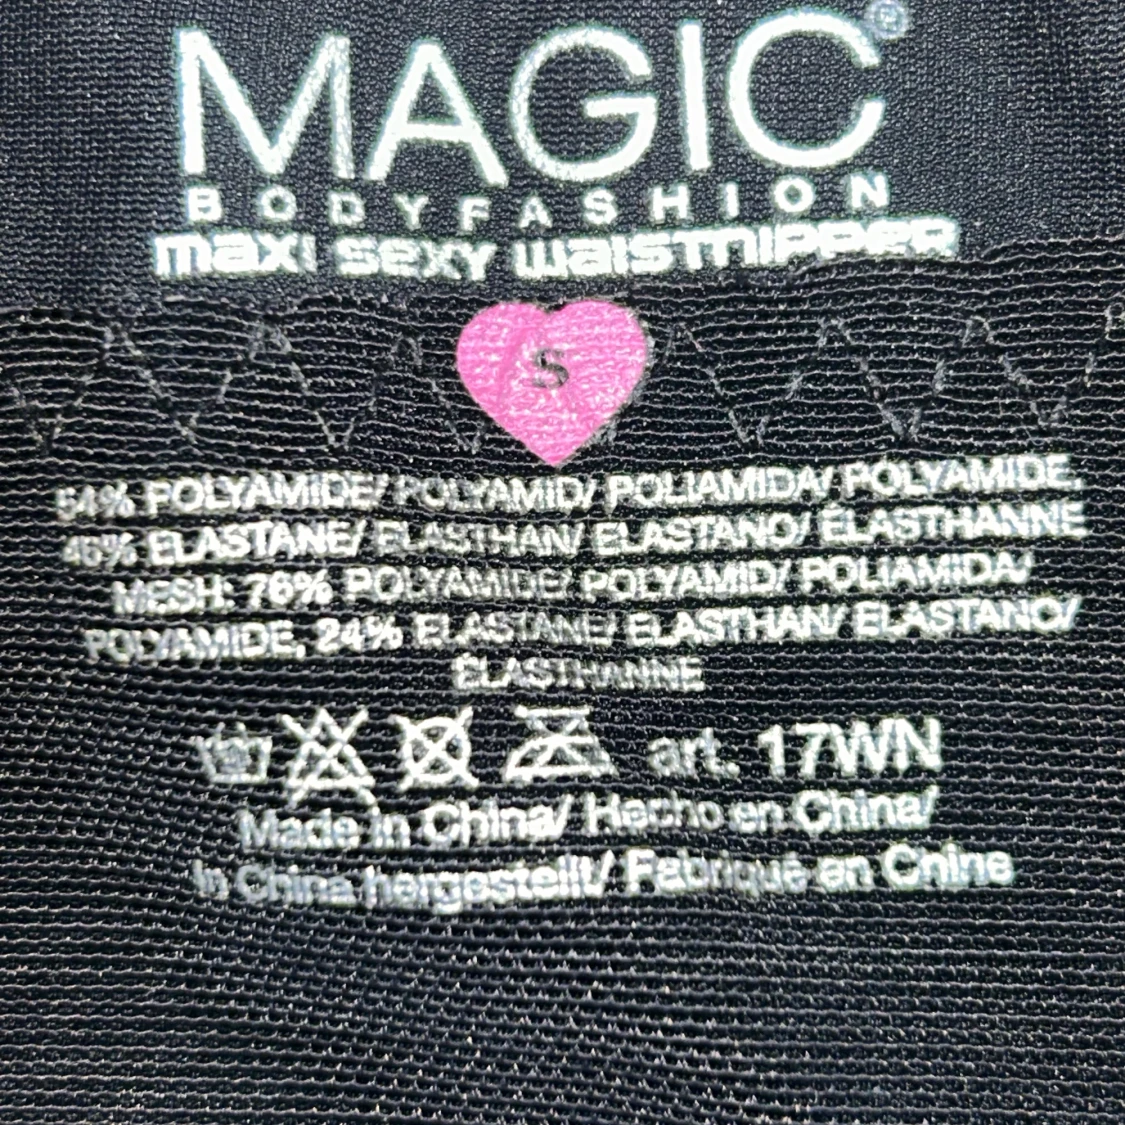 MAGIC®
BODYFASHION
maxi sexy waistnipper
S
54% POLYAMIDE/ POLYAMID/ POLIAMIDA/ POLYAMIDE,
46% ELASTANE/ ELASTHAN/ ELASTANO/ ÉLASTHANNE
MESH: 76% POLYAMIDE/ POLYAMID/ POLIAMIDA/
POLYAMIDE, 24% ELASTANE/ ELASTHAN/ ELASTANO/
ÉLASTHANNE
art. 17WN
Made in China/ Hecho en China/
In China hergestellt/ Fabriqué en Chine